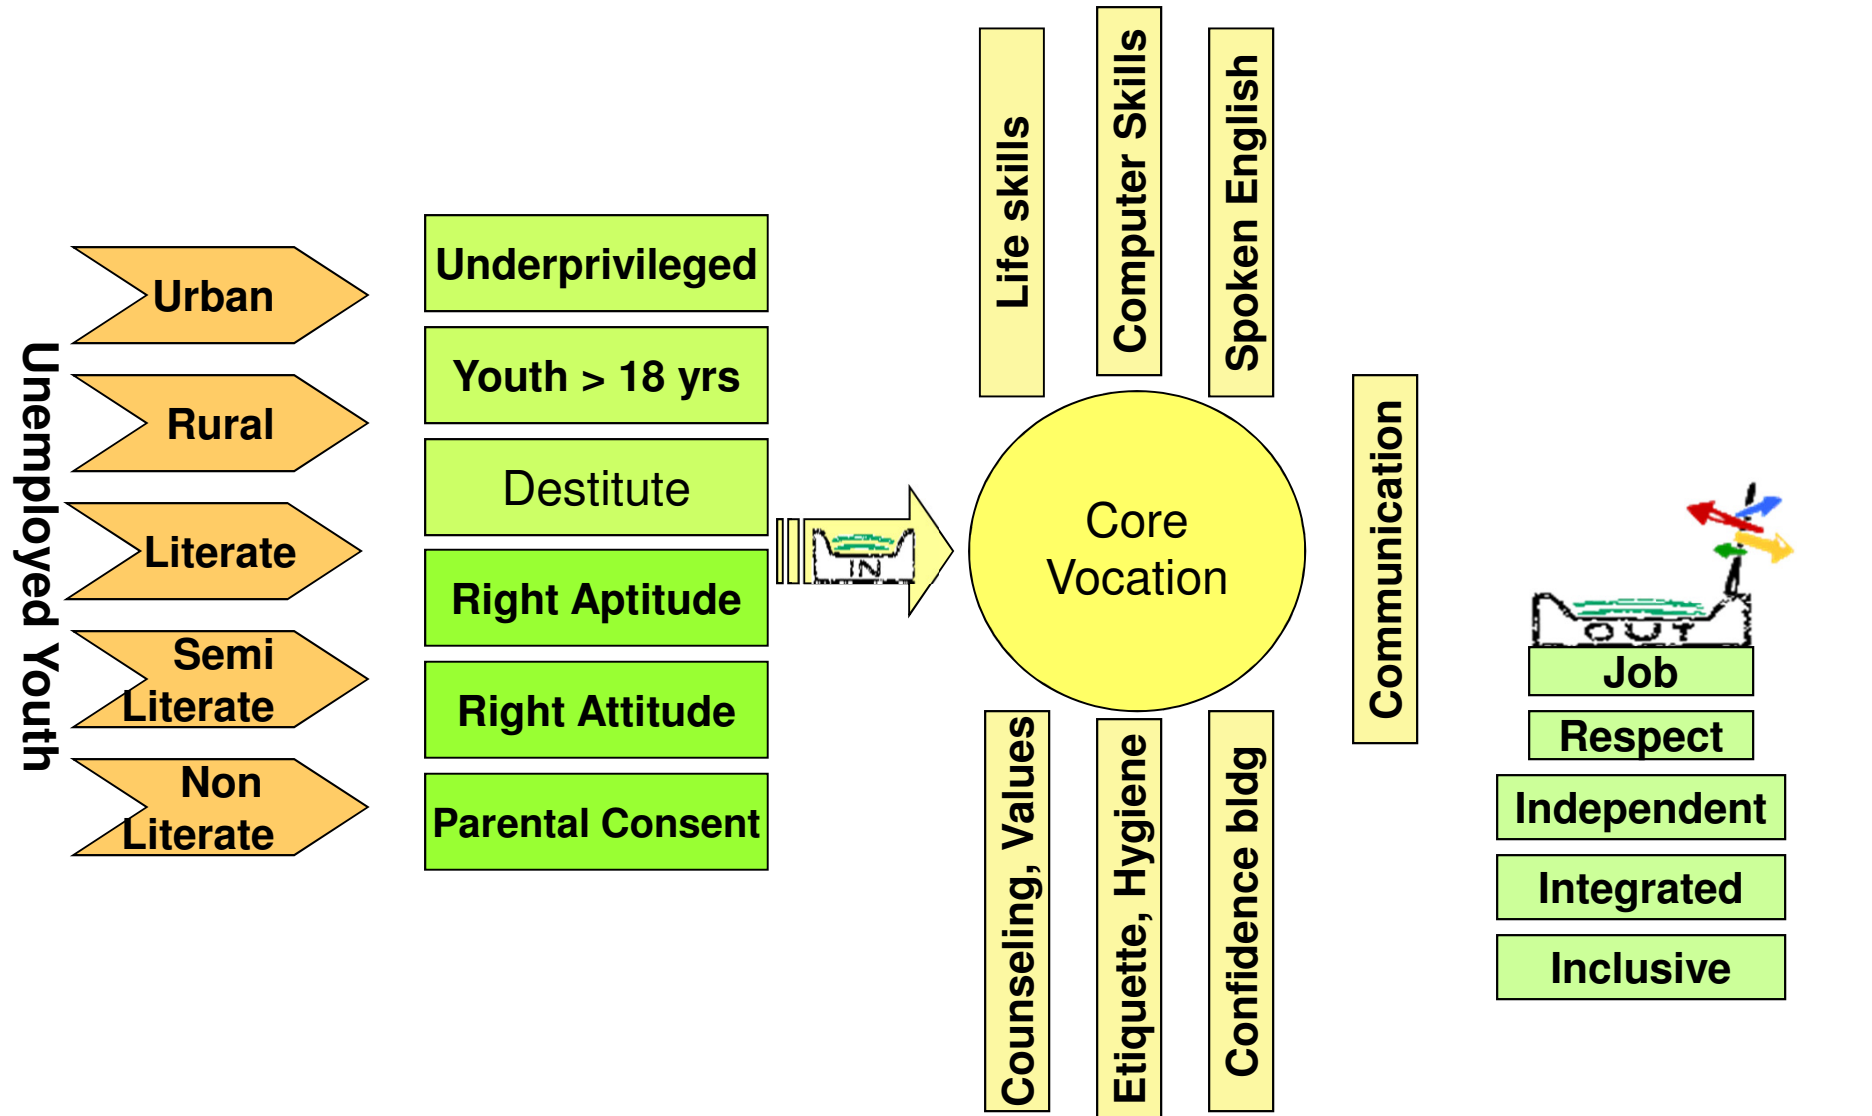 Unemployed Youth
Urban
Rural
Literate
Semi
Literate
Non
Literate
Underprivileged
Youth > 18 yrs
Destitute
Right Aptitude
Right Attitude
Parental Consent
IN
Life skills
Computer Skills
Spoken English
Core
Vocation
Communication
Counseling, Values
Etiquette, Hygiene
Confidence bldg
OUT
Job
Respect
Independent
Integrated
Inclusive